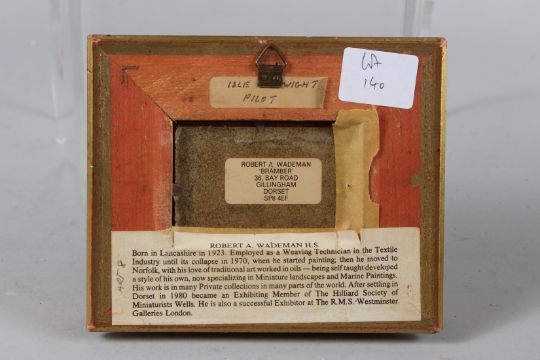 ISLE WIGHT
PILOT
WA
140
ROBERT A. WADEMAN
'BRAMBER'
36, BAY ROAD
GILLINGHAM
DORSET
SP8 4EF
ROBERT A. WADEMAN H.S.
Born in Lancashire in 1923. Employed as a Weaving Technician in the Textile
Industry until its collapse in 1970, when he started painting; then he moved to
Norfolk, with his love of traditional art worked in oils — being self taught developed
a style of his own, now specializing in Miniature landscapes and Marine Paintings.
His work is in many Private collections in many parts of the world. After settling in
Dorset in 1980 became an Exhibiting Member of The Hilliard Society of
Miniaturists Wells. He is also a successful Exhibitor at The R.M.S.-Westminster
Galleries London.